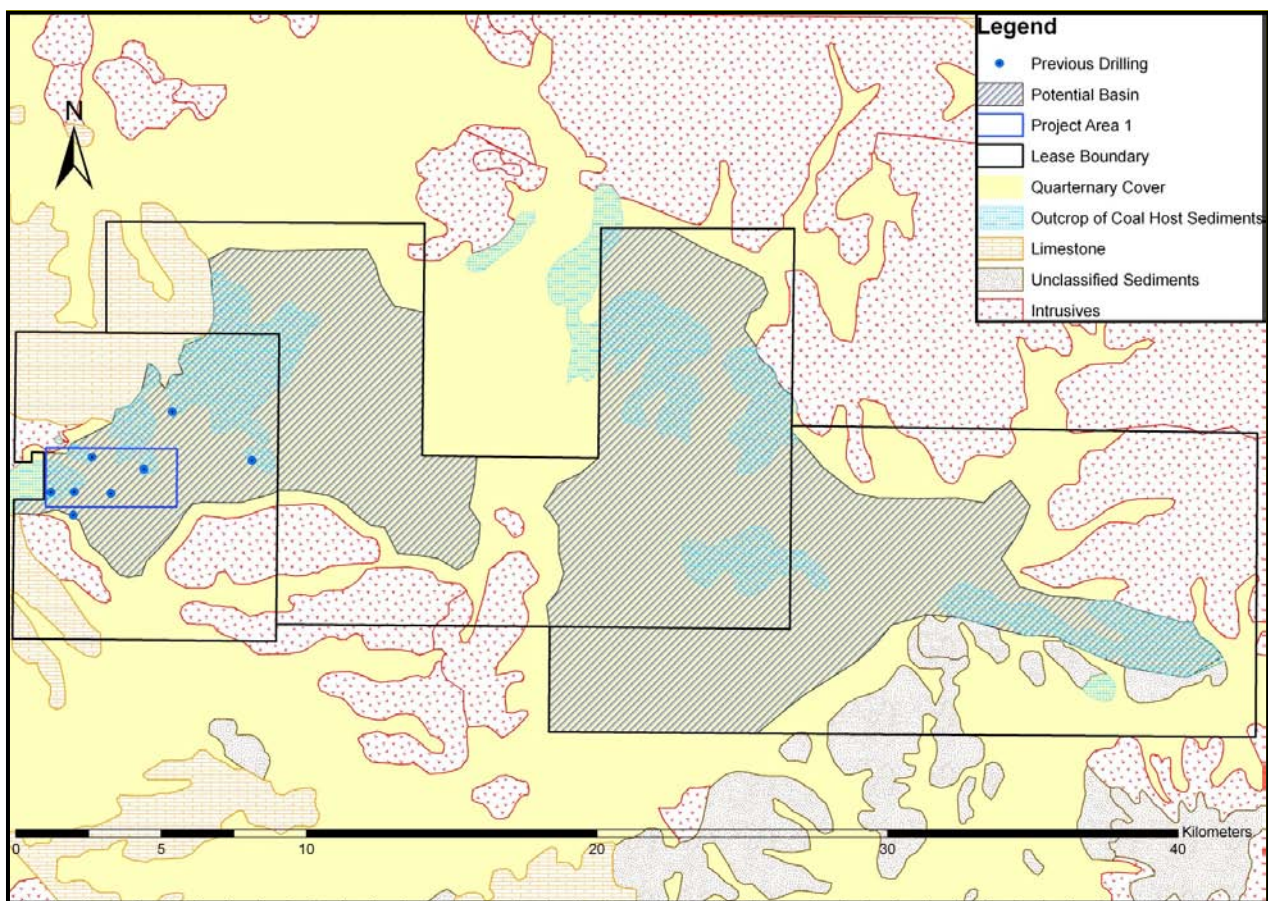 Legend
Previous Drilling
Potential Basin
Project Area 1
Lease Boundary
Quarternary Cover
Outcrop of Coal Host Sediments
Limestone
Unclassified Sediments
Intrusives
N
Kilometers
0 5 10 20 30 40